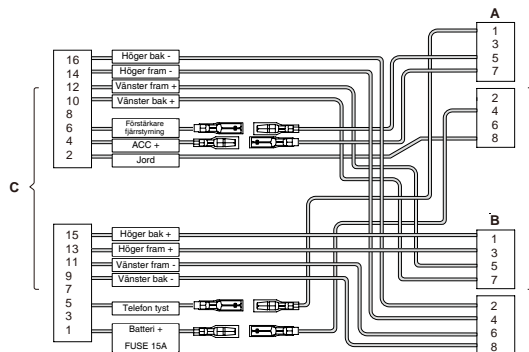 A
1
3
5
7
2
4
6
8
16
14
12
10
8
6
4
2
Höger bak -
Höger fram -
Vänster fram +
Vänster bak +
Förstärkare
fjärrstyrning
ACC +
Jord
C
15
13
11
9
7
5
3
1
Höger bak +
Höger fram +
Vänster fram -
Vänster bak -
Telefon tyst
Batteri +
FUSE 15A
B
1
3
5
7
2
4
6
8